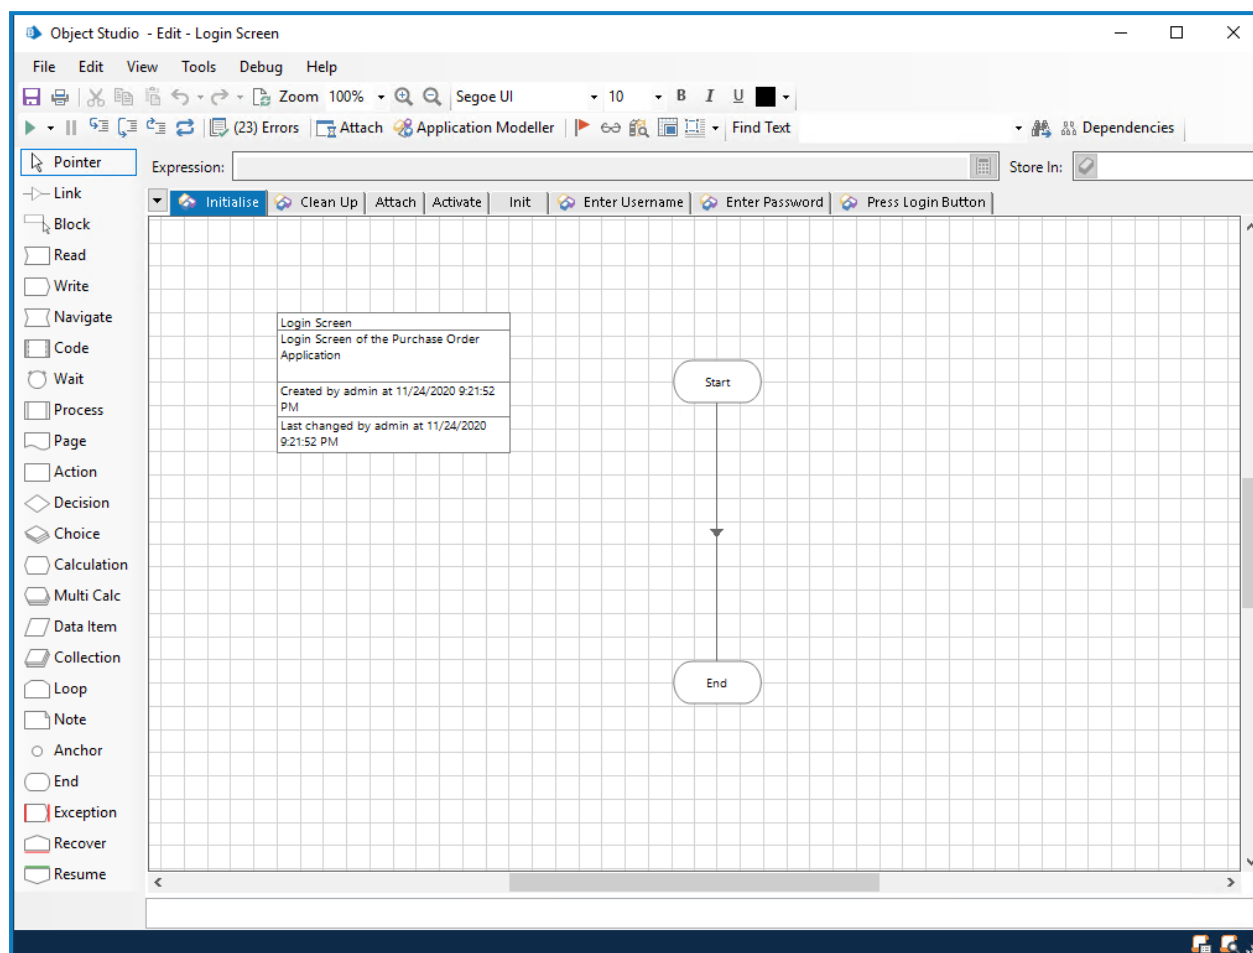 Object Studio - Edit - Login Screen
File Edit View Tools Debug Help
Zoom 100% Segoe UI 10 B I U
(23) Errors Attach Application Modeller Find Text Dependencies
Pointer
Expression: Store In:
Link
Initialise Clean Up Attach Activate Init Enter Username Enter Password Press Login Button
Block
Read
Write
Navigate
Code
Wait
Process
Page
Action
Decision
Choice
Calculation
Multi Calc
Data Item
Collection
Loop
Note
Anchor
End
Exception
Recover
Resume
Login Screen
Login Screen of the Purchase Order
Application
Created by admin at 11/24/2020 9:21:52
PM
Last changed by admin at 11/24/2020
9:21:52 PM
Start
End